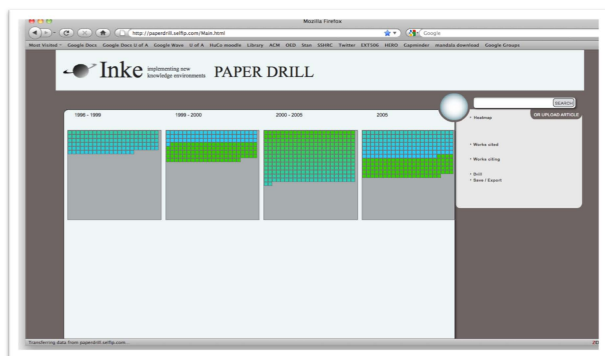 Mozilla Firefox
http://paperdrill.selfip.com/Main.html
Google
Most Visited Google Docs Google Docs U of A Google Wave U of A HuCo moodle Library ACM OED Star SSHRC Twitter EXT506 HERO Gapminder mandala download Google Groups
Inke implementing new knowledge environments PAPER DRILL
SEARCH
OR UPLOAD ARTICLE
1998 - 1999 1999 - 2000 2000 - 2005 2005
Heatmap
Works cited
Works citing
Drill
Save / Export
Transferring data from paperdrill.selfip.com...